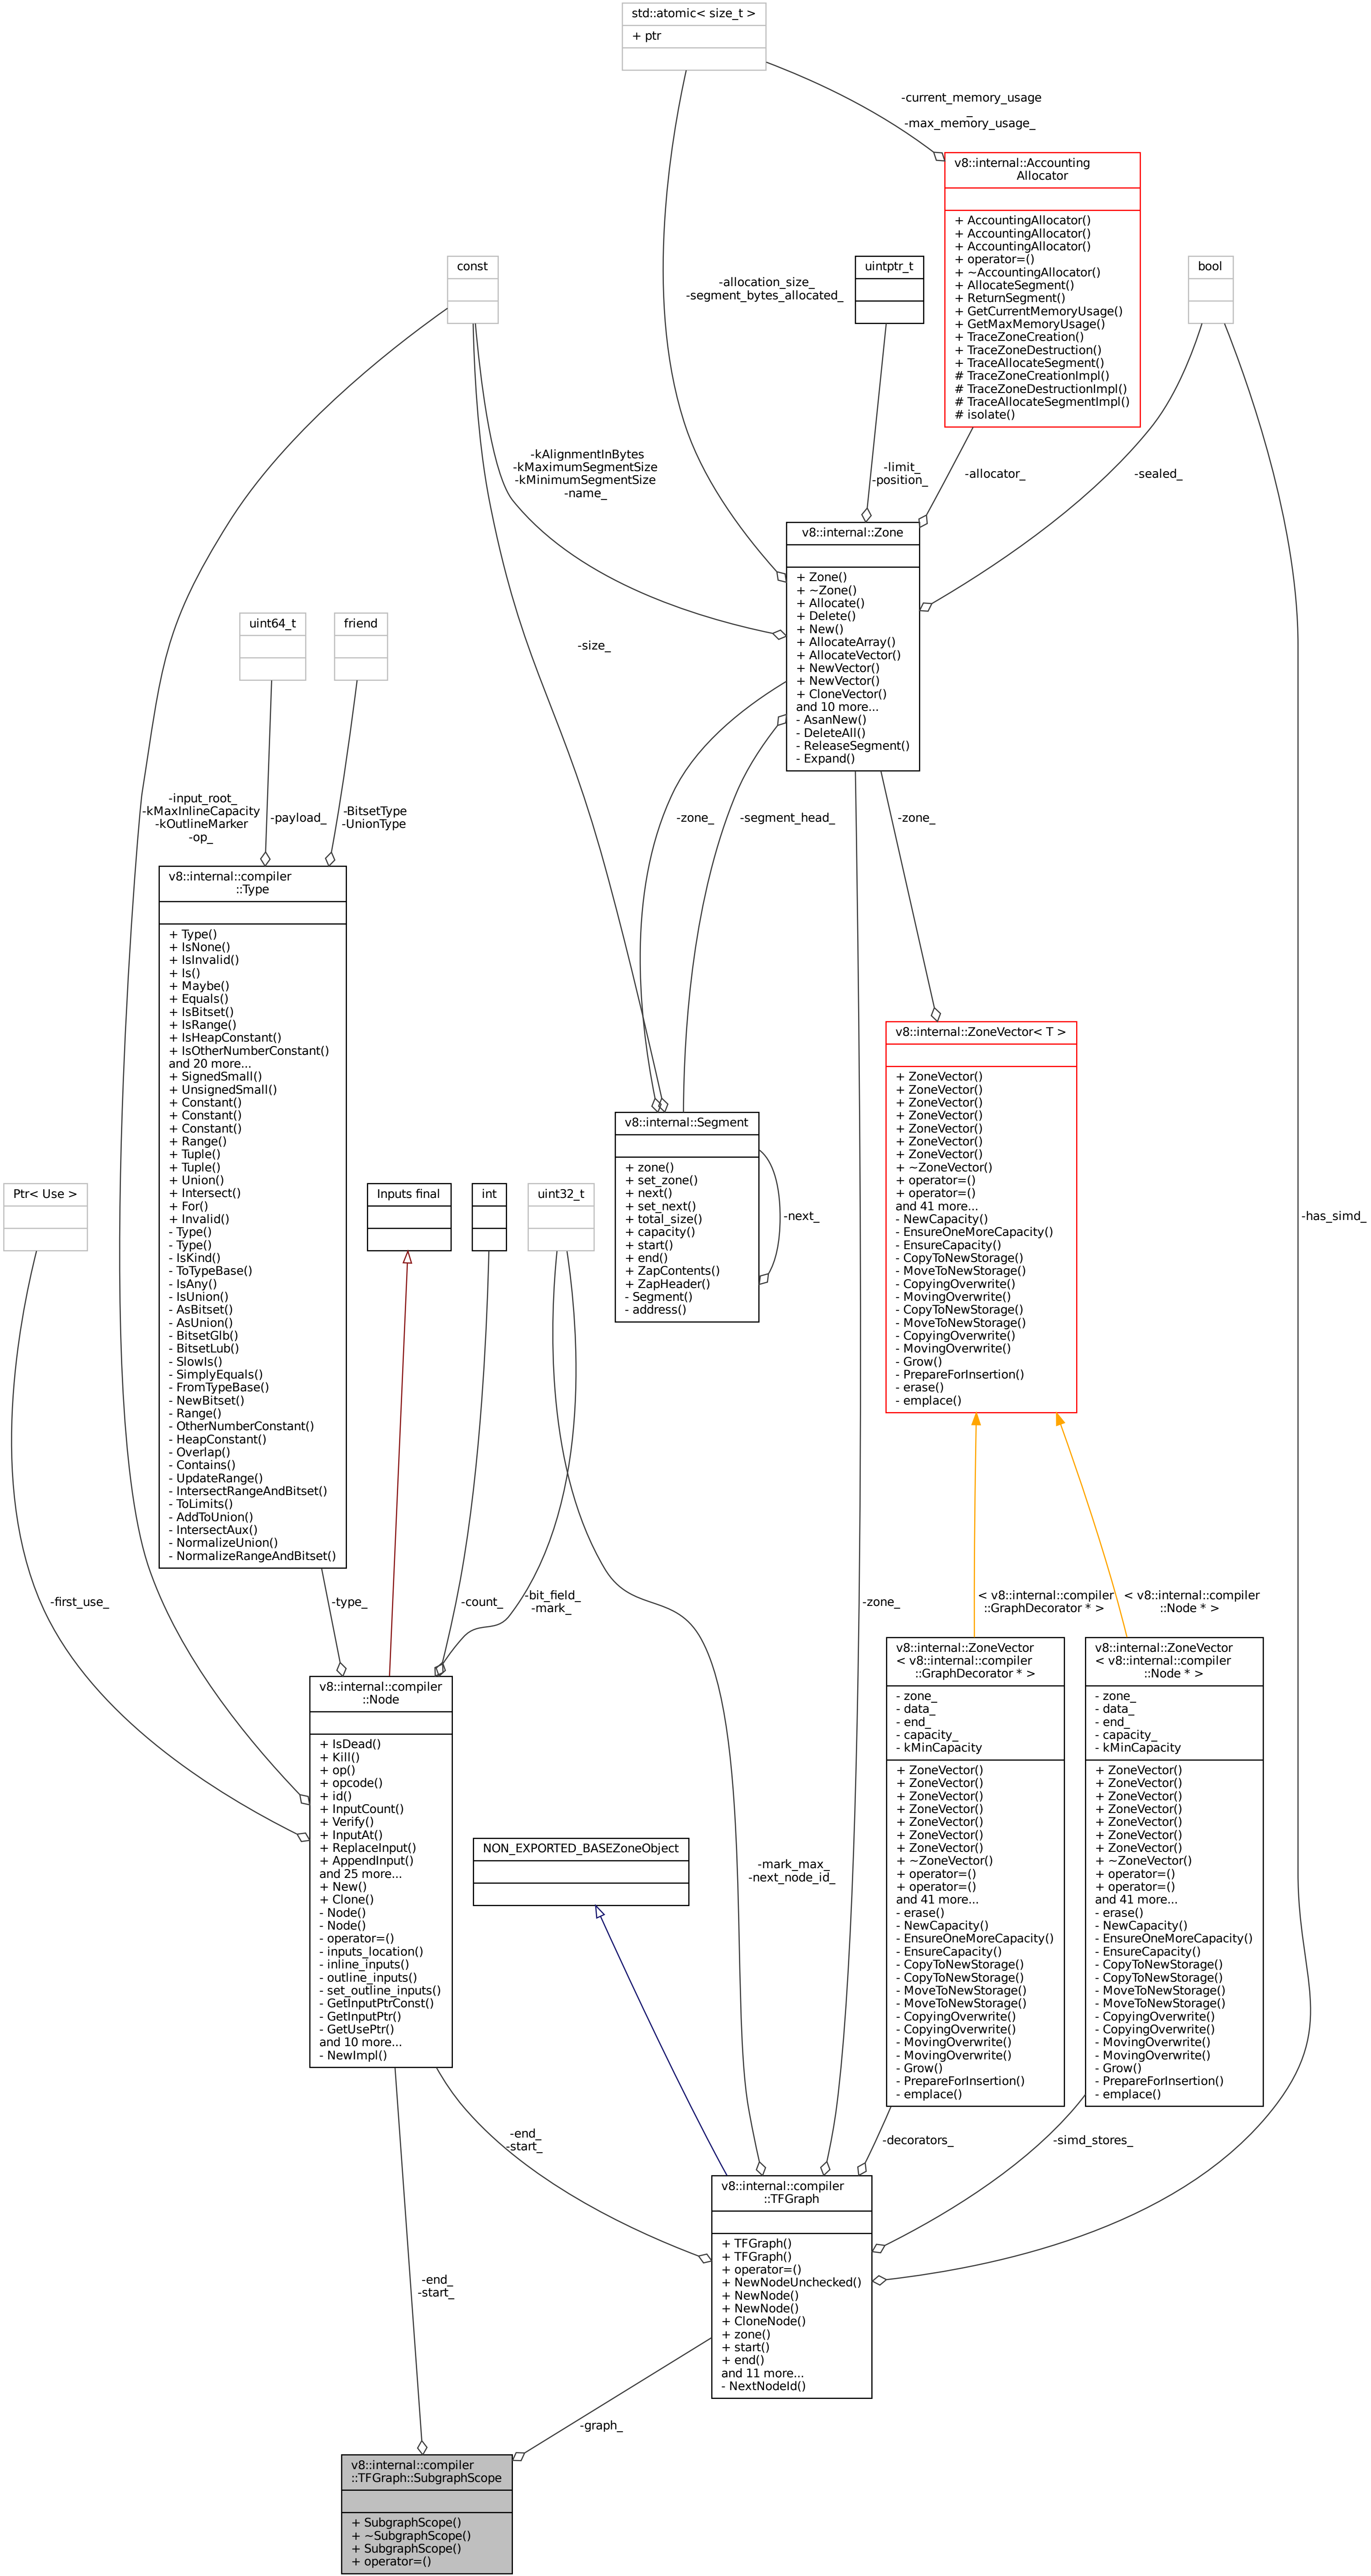 std::atomic< size_t >
+ ptr
-current_memory_usage
_
-max_memory_usage_
v8::internal::Accounting
Allocator
+ AccountingAllocator()
+ AccountingAllocator()
+ AccountingAllocator()
+ operator=()
+ ~AccountingAllocator()
+ AllocateSegment()
+ ReturnSegment()
+ GetCurrentMemoryUsage()
+ GetMaxMemoryUsage()
+ TraceZoneCreation()
+ TraceZoneDestruction()
+ TraceAllocateSegment()
# TraceZoneCreationImpl()
# TraceZoneDestructionImpl()
# TraceAllocateSegmentImpl()
# isolate()
const
uintptr_t
bool
-allocation_size_
-segment_bytes_allocated_
-kAlignmentInBytes
-kMaximumSegmentSize
-kMinimumSegmentSize
-name_
-limit_
-position_
-allocator_
-sealed_
v8::internal::Zone
+ Zone()
+ ~Zone()
+ Allocate()
+ Delete()
+ New()
+ AllocateArray()
+ AllocateVector()
+ NewVector()
+ NewVector()
+ CloneVector()
and 10 more...
- AsanNew()
- DeleteAll()
- ReleaseSegment()
- Expand()
uint64_t
friend
-size_
-input_root_
-kMaxInlineCapacity
-kOutlineMarker
-op_
-payload_
-BitsetType
-UnionType
-zone_
-segment_head_
-zone_
v8::internal::compiler
::Type
+ Type()
+ IsNone()
+ IsInvalid()
+ Is()
+ Maybe()
+ Equals()
+ IsBitset()
+ IsRange()
+ IsHeapConstant()
+ IsOtherNumberConstant()
and 20 more...
+ SignedSmall()
+ UnsignedSmall()
+ Constant()
+ Constant()
+ Constant()
+ Range()
+ Tuple()
+ Tuple()
+ Union()
+ Intersect()
+ For()
+ Invalid()
- Type()
- Type()
- IsKind()
- ToTypeBase()
- IsAny()
- IsUnion()
- AsBitset()
- AsUnion()
- BitsetGlb()
- BitsetLub()
- SlowIs()
- SimplyEquals()
- FromTypeBase()
- NewBitset()
- Range()
- OtherNumberConstant()
- HeapConstant()
- Overlap()
- Contains()
- UpdateRange()
- IntersectRangeAndBitset()
- ToLimits()
- AddToUnion()
- IntersectAux()
- NormalizeUnion()
- NormalizeRangeAndBitset()
v8::internal::ZoneVector< T >
+ ZoneVector()
+ ZoneVector()
+ ZoneVector()
+ ZoneVector()
+ ZoneVector()
+ ZoneVector()
+ ZoneVector()
+ ~ZoneVector()
+ operator=()
+ operator=()
and 41 more...
- NewCapacity()
- EnsureOneMoreCapacity()
- EnsureCapacity()
- CopyToNewStorage()
- MoveToNewStorage()
- CopyingOverwrite()
- MovingOverwrite()
- CopyToNewStorage()
- MoveToNewStorage()
- CopyingOverwrite()
- MovingOverwrite()
- Grow()
- PrepareForInsertion()
- erase()
- emplace()
v8::internal::Segment
+ zone()
+ set_zone()
+ next()
+ set_next()
+ total_size()
+ capacity()
+ start()
+ end()
+ ZapContents()
+ ZapHeader()
- Segment()
- address()
-next_
-has_simd_
Ptr< Use >
Inputs final
int
uint32_t
-first_use_
-type_
-count_
-bit_field_
-mark_
-zone_
< v8::internal::compiler
::GraphDecorator * >
< v8::internal::compiler
::Node * >
v8::internal::ZoneVector
< v8::internal::compiler
::GraphDecorator * >
- zone_
- data_
- end_
- capacity_
- kMinCapacity
+ ZoneVector()
+ ZoneVector()
+ ZoneVector()
+ ZoneVector()
+ ZoneVector()
+ ZoneVector()
+ ZoneVector()
+ ~ZoneVector()
+ operator=()
+ operator=()
and 41 more...
- erase()
- NewCapacity()
- EnsureOneMoreCapacity()
- EnsureCapacity()
- CopyToNewStorage()
- CopyToNewStorage()
- MoveToNewStorage()
- MoveToNewStorage()
- CopyingOverwrite()
- CopyingOverwrite()
- MovingOverwrite()
- MovingOverwrite()
- Grow()
- PrepareForInsertion()
- emplace()
v8::internal::ZoneVector
< v8::internal::compiler
::Node * >
- zone_
- data_
- end_
- capacity_
- kMinCapacity
+ ZoneVector()
+ ZoneVector()
+ ZoneVector()
+ ZoneVector()
+ ZoneVector()
+ ZoneVector()
+ ZoneVector()
+ ~ZoneVector()
+ operator=()
+ operator=()
and 41 more...
- erase()
- NewCapacity()
- EnsureOneMoreCapacity()
- EnsureCapacity()
- CopyToNewStorage()
- CopyToNewStorage()
- MoveToNewStorage()
- MoveToNewStorage()
- CopyingOverwrite()
- CopyingOverwrite()
- MovingOverwrite()
- MovingOverwrite()
- Grow()
- PrepareForInsertion()
- emplace()
v8::internal::compiler
::Node
+ IsDead()
+ Kill()
+ op()
+ opcode()
+ id()
+ InputCount()
+ Verify()
+ InputAt()
+ ReplaceInput()
+ AppendInput()
and 25 more...
+ New()
+ Clone()
- Node()
- Node()
- operator=()
- inputs_location()
- inline_inputs()
- outline_inputs()
- set_outline_inputs()
- GetInputPtrConst()
- GetInputPtr()
- GetUsePtr()
and 10 more...
- NewImpl()
NON_EXPORTED_BASEZoneObject
-mark_max_
-next_node_id_
-end_
-start_
-decorators_
-simd_stores_
v8::internal::compiler
::TFGraph
+ TFGraph()
+ TFGraph()
+ operator=()
+ NewNodeUnchecked()
+ NewNode()
+ NewNode()
+ CloneNode()
+ zone()
+ start()
+ end()
and 11 more...
- NextNodeId()
-end_
-start_
-graph_
v8::internal::compiler
::TFGraph::SubgraphScope
+ SubgraphScope()
+ ~SubgraphScope()
+ SubgraphScope()
+ operator=()